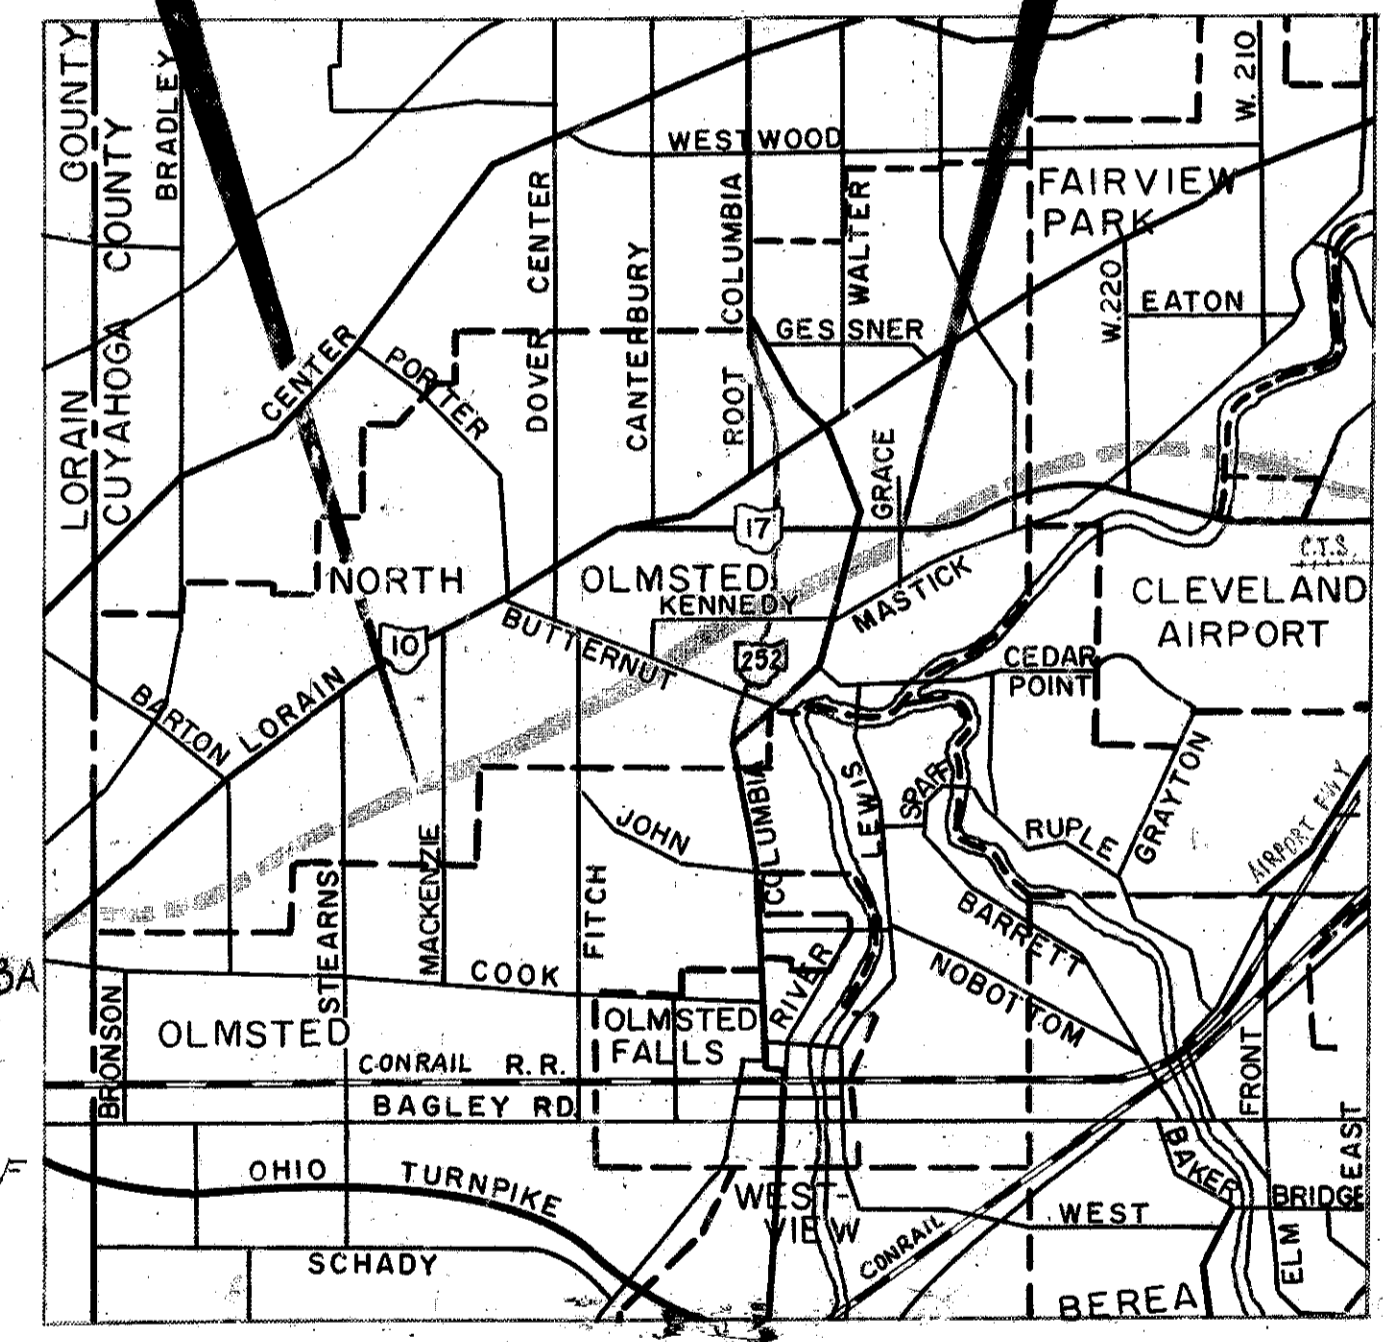 COUNTY
BRADLEY
COUNTY
W. 210
WESTWOOD
FAIRVIEW
PARK
CENTER
COLUMBIA
WALTER
W. 220
EATON
CANTERBURY
GESSNER
CENTER
PORTER
DOVER
ROOT
LORAIN
CUYAHOGA
GRACE
17
C.T.S.
NORTH
OLMSTED
KENNEDY
MASTICK
CLEVELAND
AIRPORT
10
BUTTERNUT
252
CEDAR
POINT
BARTON
LORAIN
LEWIS
SPAFF
GRAYTON
COLUMBIA
JOHN
RUPLE
AIRPORT FWY
MACKENZIE
STEARNS
FITCH
BARRETT
COOK
NOBOTTOM
RIVER
BRONSON
OLMSTED
OLMSTED
FALLS
CONRAIL R.R.
FRONT
BAGLEY RD.
BAKER
EAST
OHIO TURNPIKE
WEST
VIEW
BRIDGE
WEST
CONRAIL
ELM
SCHADY
BEREA